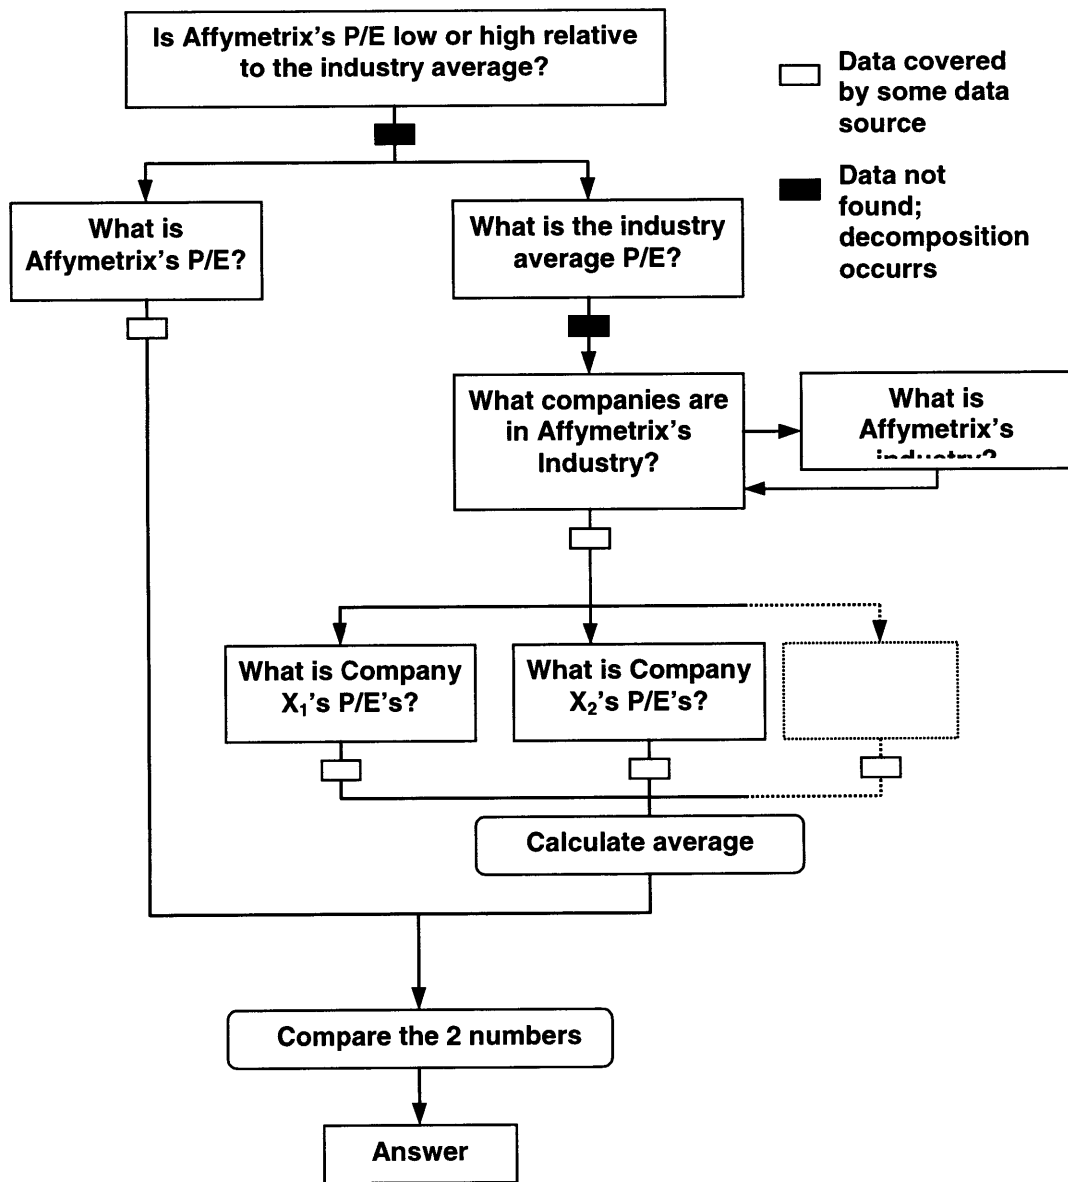 Is Affymetrix's P/E low or high relative
to the industry average?
Data covered
by some data
source
Data not
found;
decomposition
occurrs
What is
Affymetrix's P/E?
What is the industry
average P/E?
What companies are
in Affymetrix's
Industry?
What is
Affymetrix's
industry?
What is Company
X₁'s P/E's?
What is Company
X₂'s P/E's?
Calculate average
Compare the 2 numbers
Answer